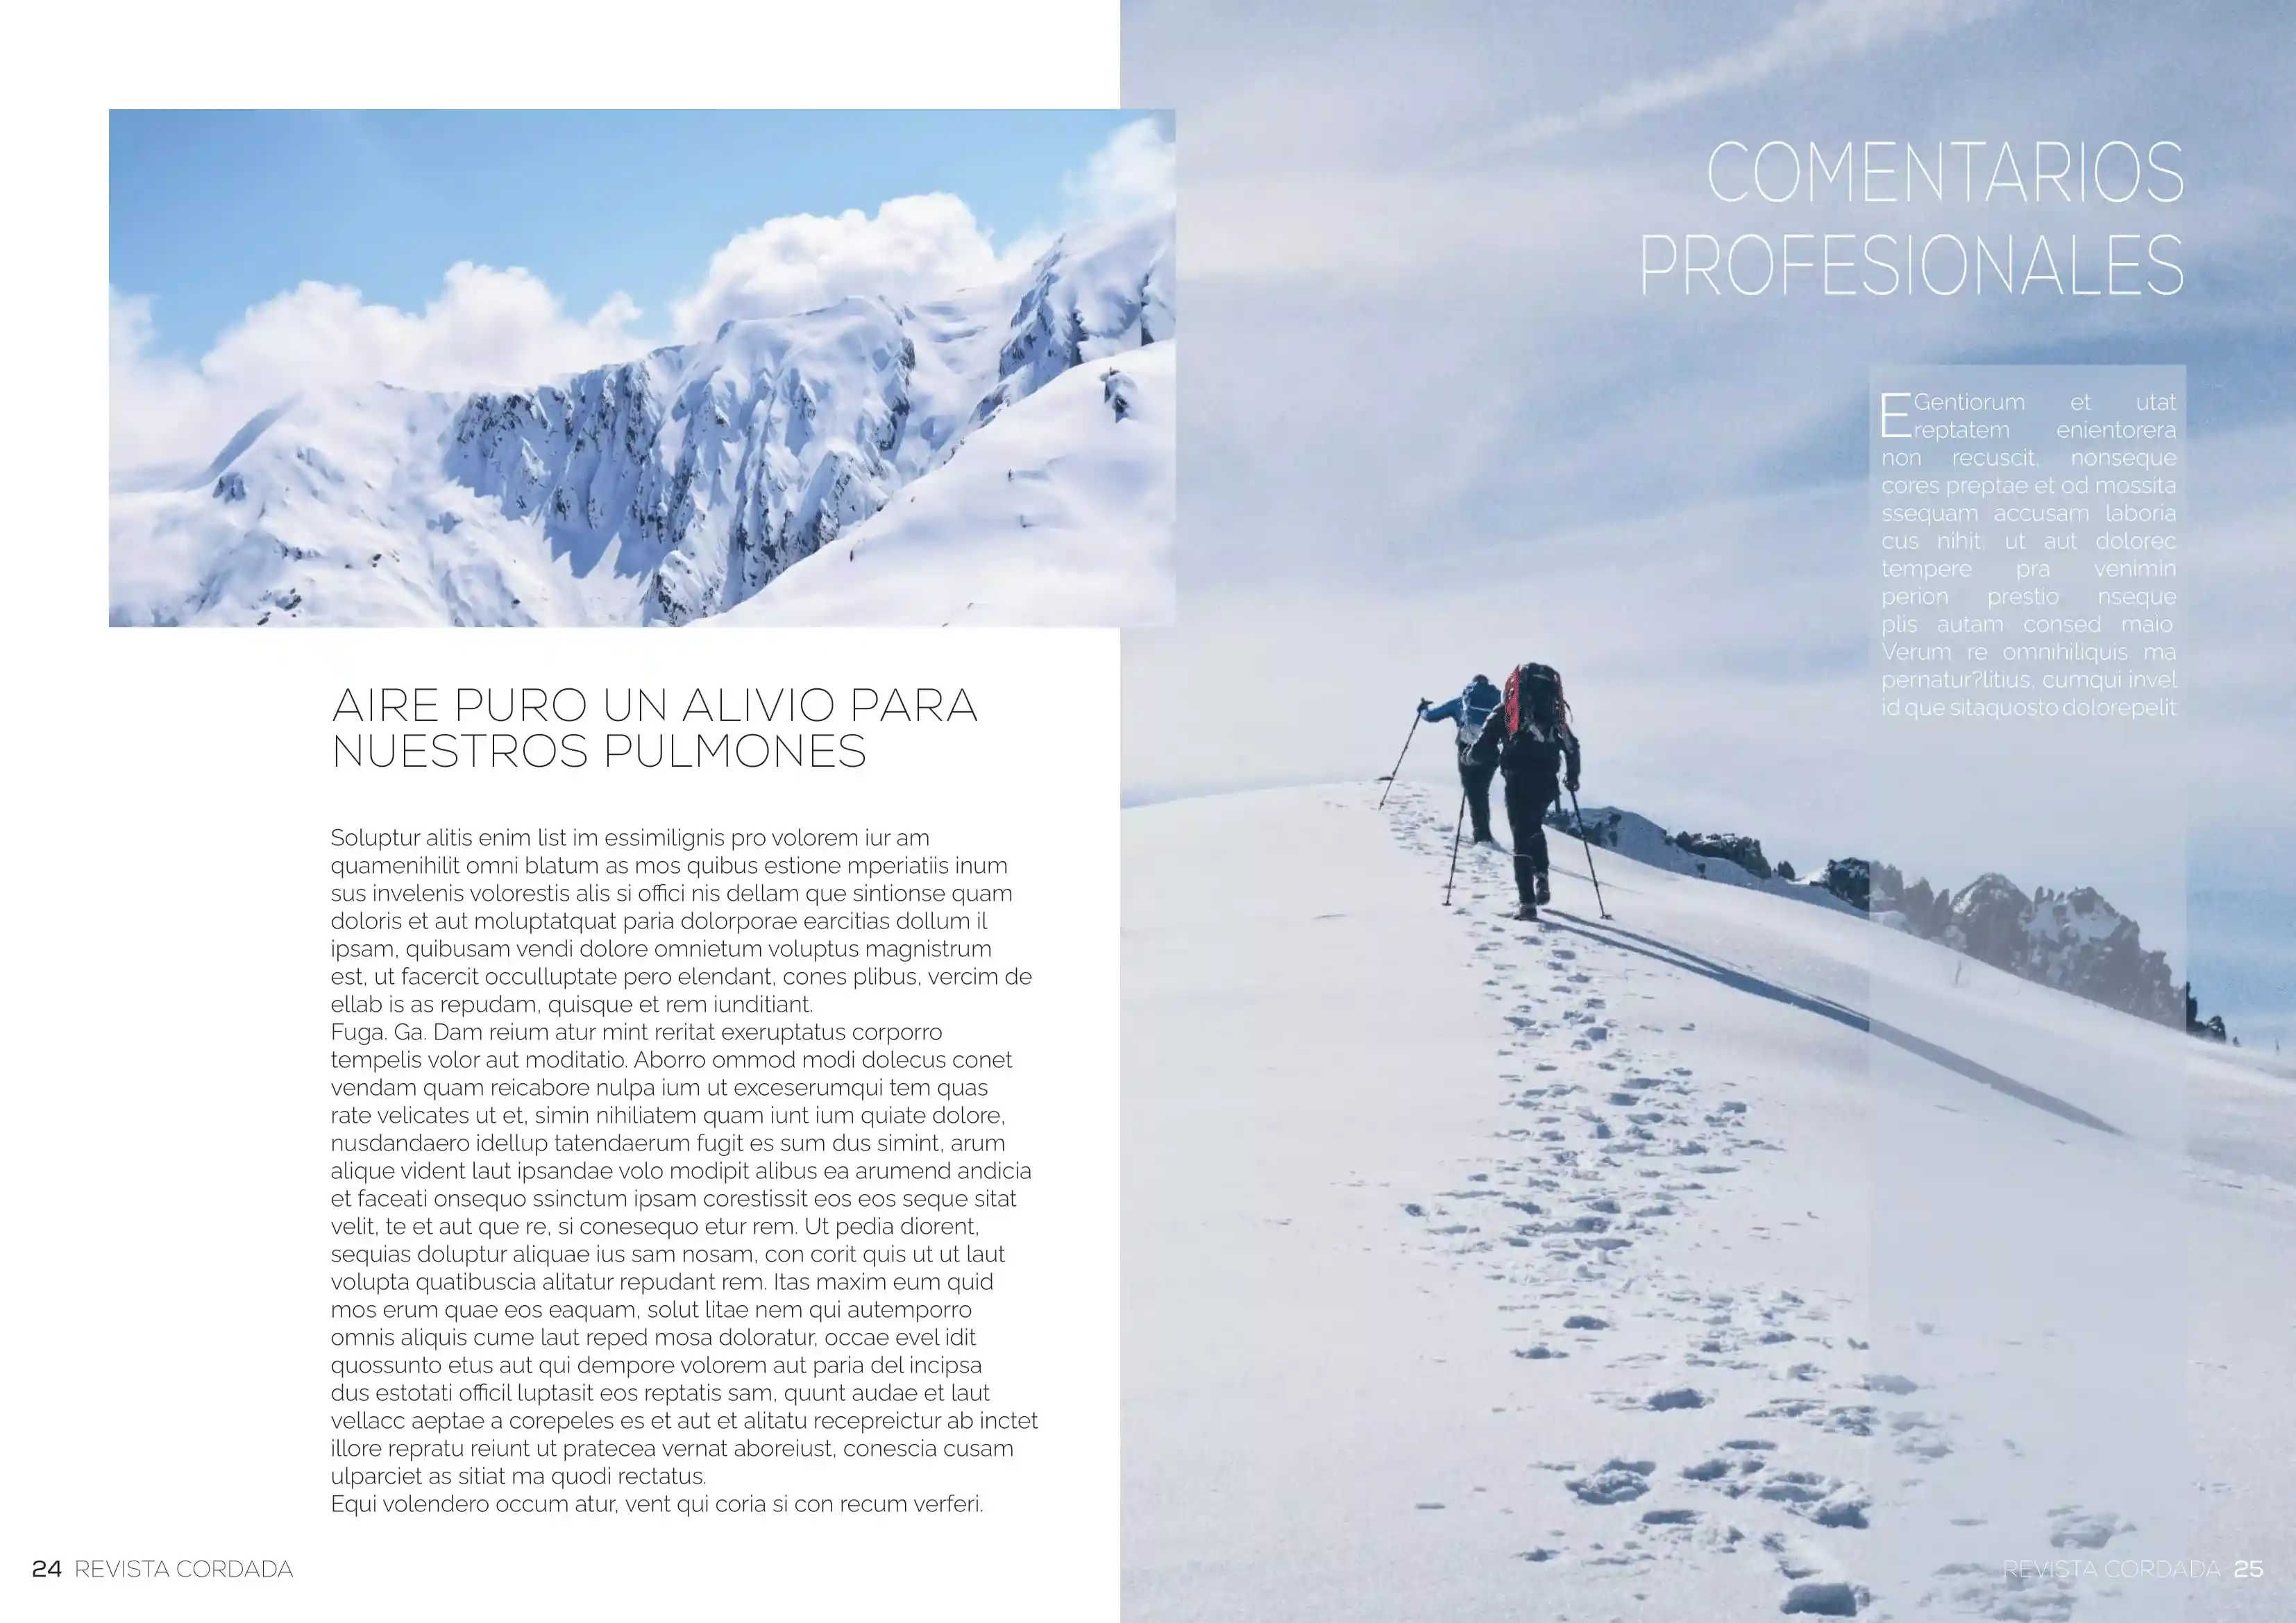 AIRE PURO UN ALIVIO PARA
NUESTROS PULMONES
Soluptur alitis enim list im essimilignis pro volorem iur am
quamenihilit omni blatum as mos quibus estione mperiatiis inum
sus invelenis volorestis alis si offici nis dellam que sintionse quam
doloris et aut moluptatquat paria dolorporae earcitias dollum il
ipsam, quibusam vendi dolore omnietum voluptus magnistrum
est, ut facercit occulluptate pero elendant, cones plibus, vercim de
ellab is as repudam, quisque et rem iunditiant.
Fuga. Ga. Dam reium atur mint reritat exeruptatus corporro
tempelis volor aut moditatio. Aborro ommod modi dolecus conet
vendam quam reicabore nulpa ium ut exceserumqui tem quas
rate velicates ut et, simin nihiliatem quam iunt ium quiate dolore,
nusdandaero idellup tatendaerum fugit es sum dus simint, arum
alique vident laut ipsandae volo modipit alibus ea arumend andicia
et faceati onsequo ssinctum ipsam corestissit eos eos seque sitat
velit, te et aut que re, si conesequo etur rem. Ut pedia diorent,
sequias doluptur aliquae ius sam nosam, con corit quis ut ut laut
volupta quatibuscia alitatur repudant rem. Itas maxim eum quid
mos erum quae eos eaquam, solut litae nem qui autemporro
omnis aliquis cume laut reped mosa doloratur, occae evel idit
quossunto etus aut qui dempore volorem aut paria del incipsa
dus estotati officil luptasit eos reptatis sam, quunt audae et laut
vellacc aeptae a corepeles es et aut et alitatu recepreictur ab inctet
illore repratu reiunt ut pratecea vernat aboreiust, conescia cusam
ulparciet as sitiat ma quodi rectatus.
Equi volendero occum atur, vent qui coria si con recum verferi.
24 REVISTA CORDADA
COMENTARIOS
PROFESIONALES
EGentiorum et utat
reptatem enientorera
non recuscit, nonseque
cores preptae et od mossita
ssequam accusam laboria
cus nihit, ut aut dolorec
tempere pra venimin
perion prestio nseque
plis autam consed maio
Verum re omnihiliquis ma
pernatur?litius, cumqui invel
id que sitaquosto dolorepelit
REVISTA CORDADA 25